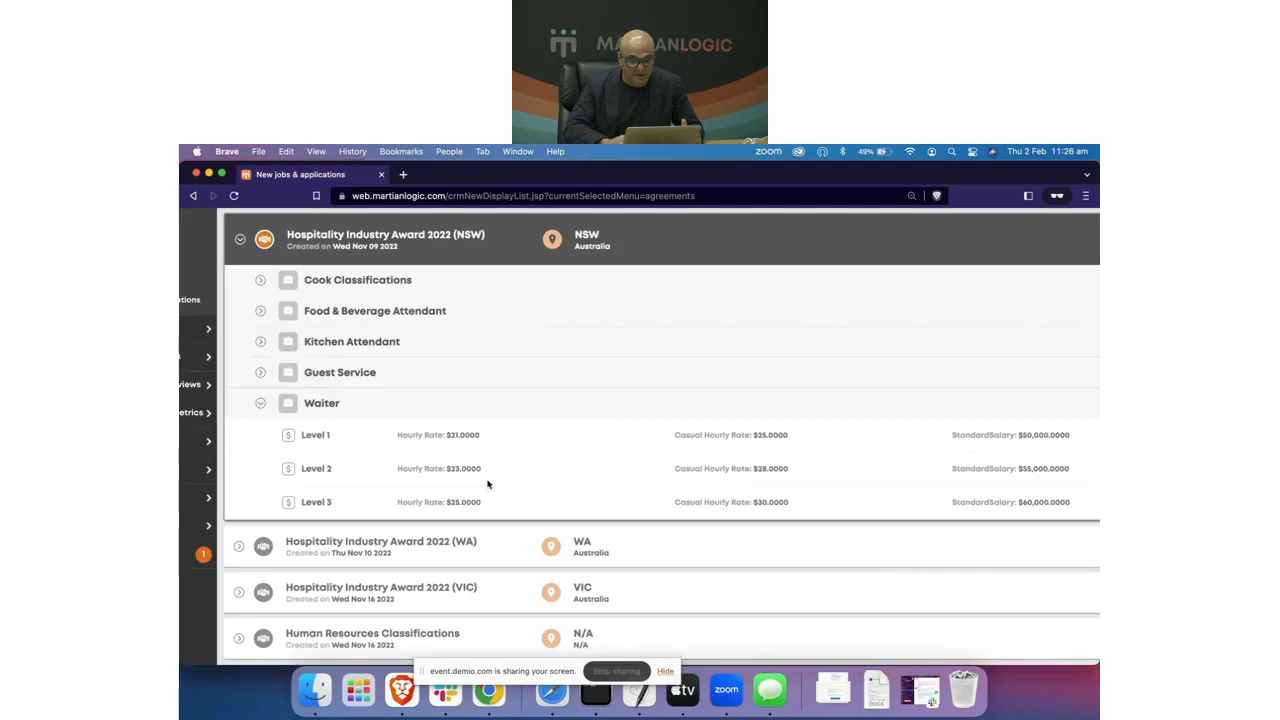 MARTIANLOGIC
Brave File Edit View History Bookmarks People Tab Window Help zoom 49% Thu 2 Feb 11:26 am
New jobs & applications
web.martianlogic.com/crmNewDisplayList.jsp?currentSelectedMenu=agreements
Hospitality Industry Award 2022 (NSW) NSW
Created on Wed Nov 09 2022 Australia
Cook Classifications
ations
Food & Beverage Attendant
Kitchen Attendant
Guest Service
views
Waiter
etrics
Level 1 Hourly Rate: $21.0000 Casual Hourly Rate: $25.0000 StandardSalary: $50,000.0000
Level 2 Hourly Rate: $23.0000 Casual Hourly Rate: $28.0000 StandardSalary: $55,000.0000
Level 3 Hourly Rate: $25.0000 Casual Hourly Rate: $30.0000 StandardSalary: $60,000.0000
Hospitality Industry Award 2022 (WA) WA
Created on Thu Nov 10 2022 Australia
1
Hospitality Industry Award 2022 (VIC) VIC
Created on Wed Nov 16 2022 Australia
Human Resources Classifications N/A
Created on Wed Nov 16 2022 N/A
event.demio.com is sharing your screen. Stop sharing Hide
tv zoom
DOCX